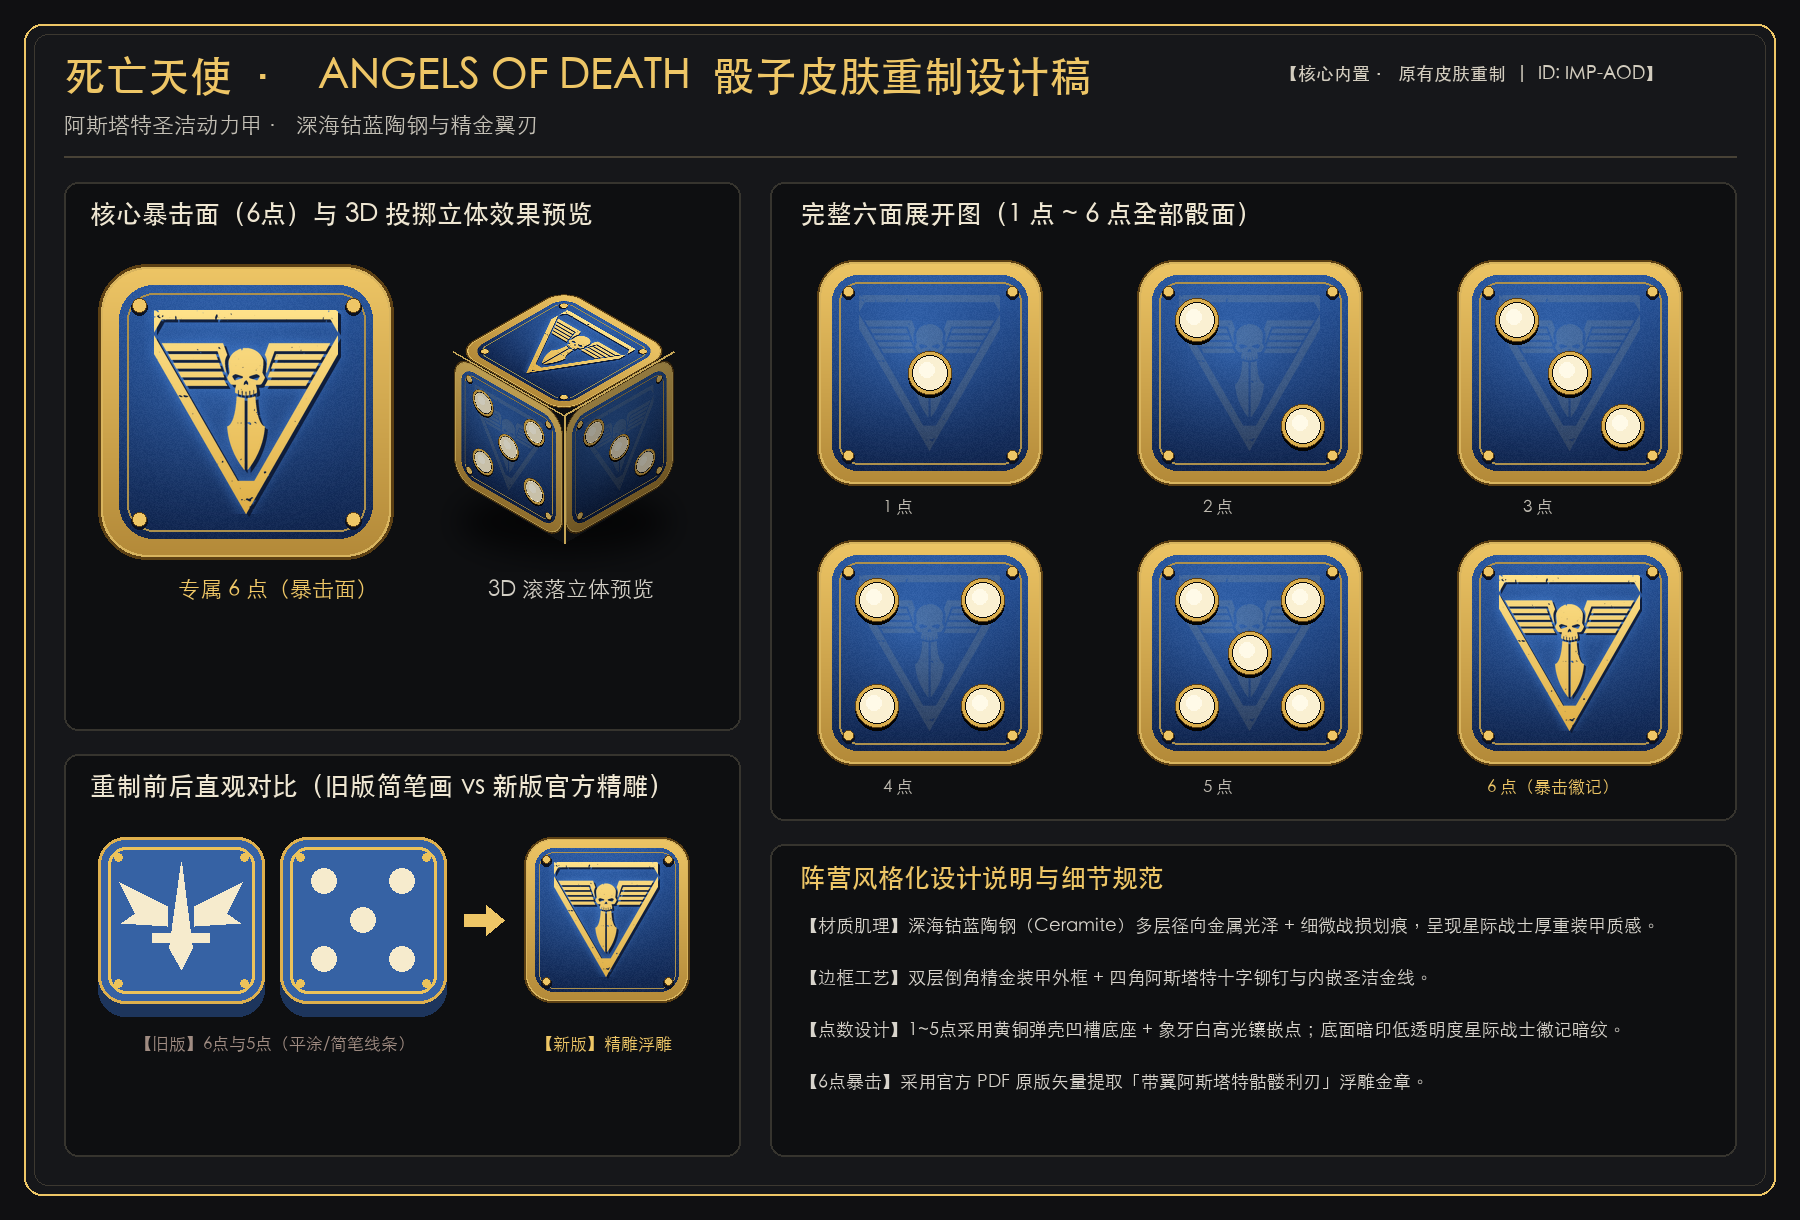 死亡天使 · ANGELS OF DEATH 骰子皮肤重制设计稿
【核心内置 · 原有皮肤重制 | ID: IMP-AOD】
阿斯塔特圣洁动力甲 · 深海钴蓝陶钢与精金翼刃
核心暴击面（6点）与 3D 投掷立体效果预览
专属 6 点（暴击面）
3D 滚落立体预览
完整六面展开图（1 点 ~ 6 点全部骰面）
1 点
2 点
3 点
4 点
5 点
6 点（暴击徽记）
重制前后直观对比（旧版简笔画 vs 新版官方精雕）
【旧版】6点与5点（平涂/简笔线条）
【新版】精雕浮雕
阵营风格化设计说明与细节规范
【材质肌理】深海钴蓝陶钢（Ceramite）多层径向金属光泽 + 细微战损划痕，呈现星际战士厚重装甲质感。
【边框工艺】双层倒角精金装甲外框 + 四角阿斯塔特十字铆钉与内嵌圣洁金线。
【点数设计】1~5点采用黄铜弹壳凹槽底座 + 象牙白高光镶嵌点；底面暗印低透明度星际战士徽记暗纹。
【6点暴击】采用官方 PDF 原版矢量提取「带翼阿斯塔特骷髅利刃」浮雕金章。